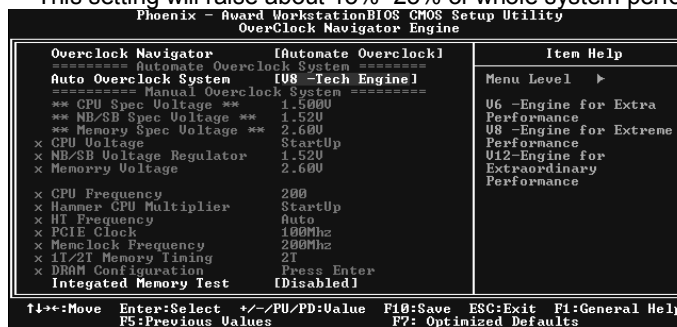 This setting will raise about 15% 25% of whole system perfo
Phoenix - Award WorkstationBIOS CMOS Setup Utility
OverClock Navigator Engine
Overclock Navigator [Automate Overclock]
======== Automate Overclock System ========
Auto Overclock System [V8 -Tech Engine]
========== Manual Overclock System =========
** CPU Spec Voltage ** 1.500V
** NB/SB Spec Voltage ** 1.52V
** Memory Spec Voltage ** 2.60V
x CPU Voltage StartUp
x NB/SB Voltage Regulator 1.52V
x Memorry Voltage 2.60V
x CPU Frequency 200
x Hammer CPU Multiplier StartUp
x HT Frequency Auto
x PCIE Clock 100Mhz
x Memclock Frequency 200Mhz
x 1T/2T Memory Timing 2T
x DRAM Configuration Press Enter
Integated Memory Test [Disabled]
Item Help
Menu Level ▶
V6 -Engine for Extra
Performance
V8 -Engine for Extreme
Performance
V12-Engine for
Extraordinary
Performance
↑↓→←:Move Enter:Select +/-/PU/PD:Value F10:Save ESC:Exit F1:General Help
F5:Previous Values F7: Optimized Defaults